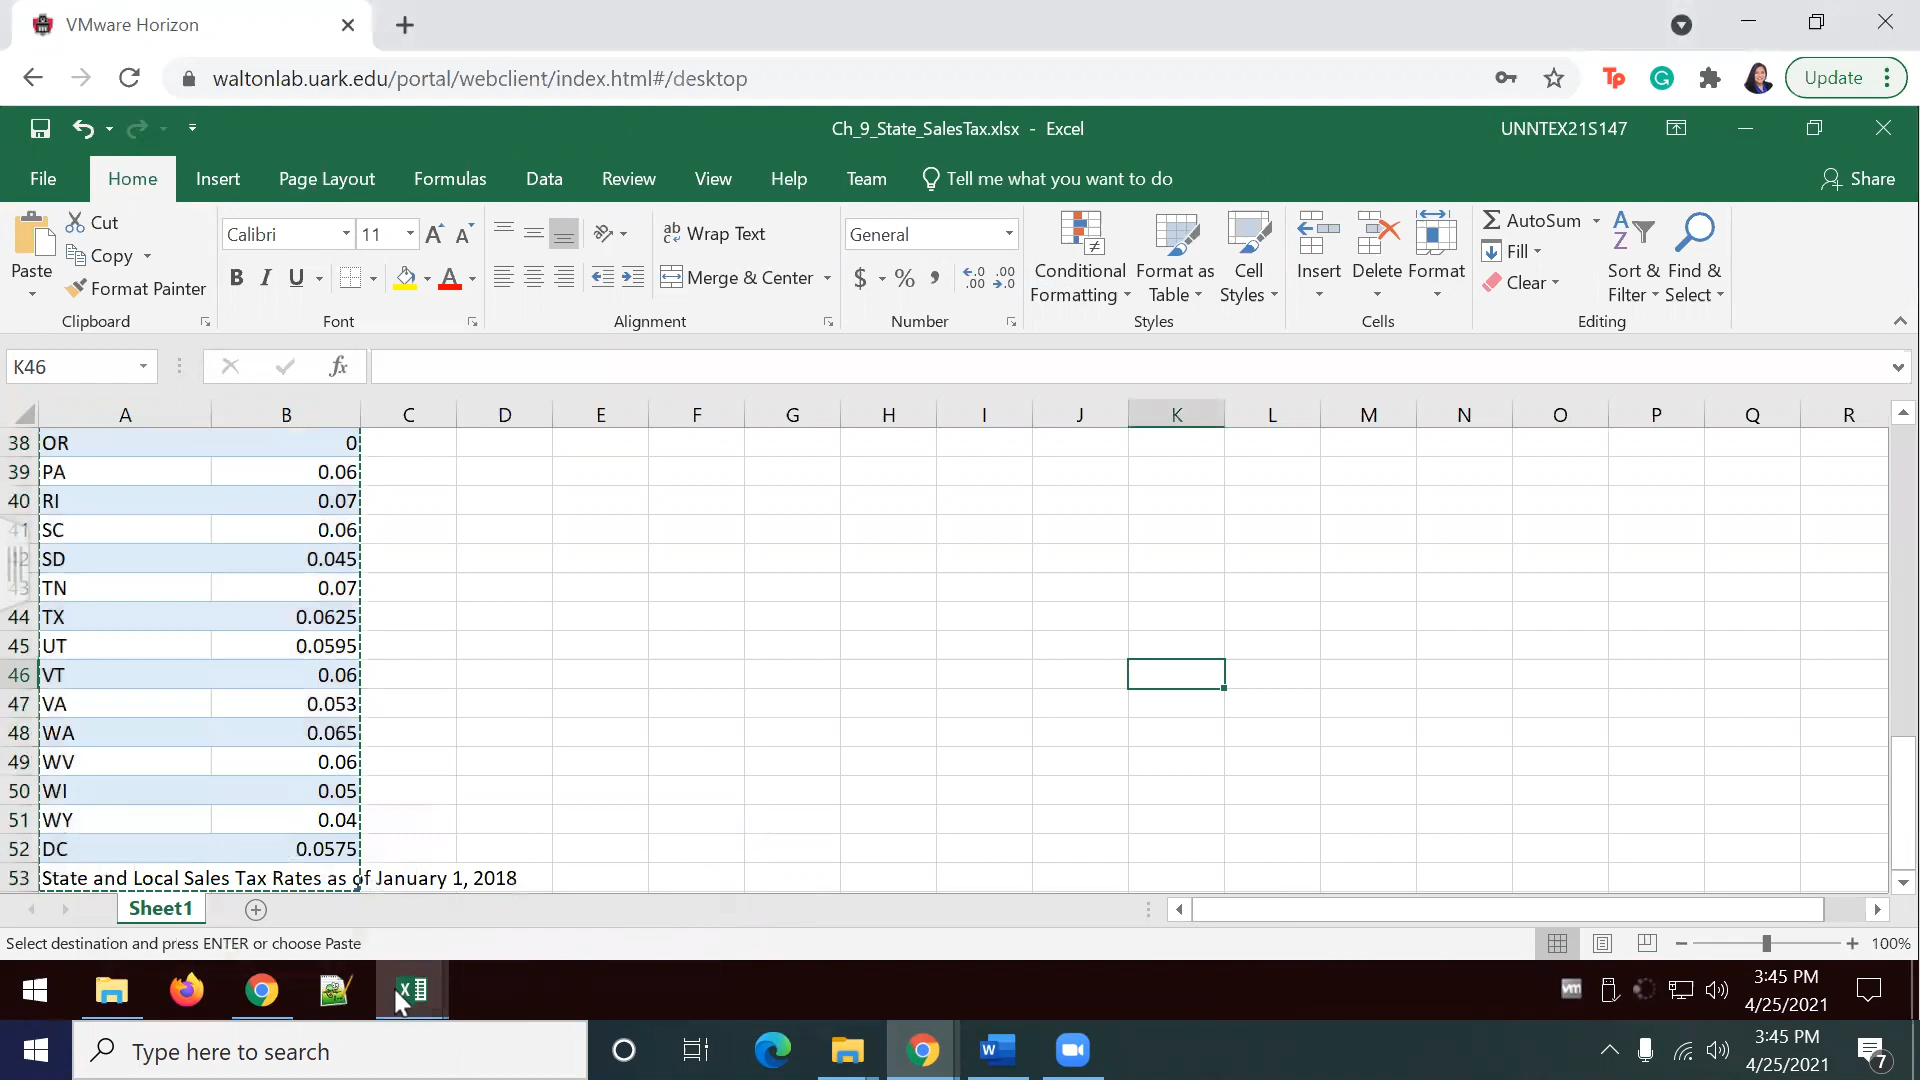 VMware Horizon
waltonlab.uark.edu/portal/webclient/index.html#/desktop
Update
Ch_9_State_SalesTax.xlsx - Excel
UNNTEX21S147
File Home Insert Page Layout Formulas Data Review View Help Team Tell me what you want to do Share
Paste
Cut
Copy
Format Painter
Clipboard
Calibri 11
B I U A
Font
Wrap Text
Merge & Center
Alignment
General
$ % ,
Number
Conditional Formatting
Format as Table
Cell Styles
Styles
Insert Delete Format
Cells
AutoSum
Fill
Clear
Sort & Filter
Find & Select
Editing
K46
fx
A B C D E F G H I J K L M N O P Q R
38 OR 0
39 PA 0.06
40 RI 0.07
41 SC 0.06
42 SD 0.045
43 TN 0.07
44 TX 0.0625
45 UT 0.0595
46 VT 0.06
47 VA 0.053
48 WA 0.065
49 WV 0.06
50 WI 0.05
51 WY 0.04
52 DC 0.0575
53 State and Local Sales Tax Rates as of January 1, 2018
Sheet1
Select destination and press ENTER or choose Paste
100%
3:45 PM
4/25/2021
Type here to search
3:45 PM
4/25/2021
7